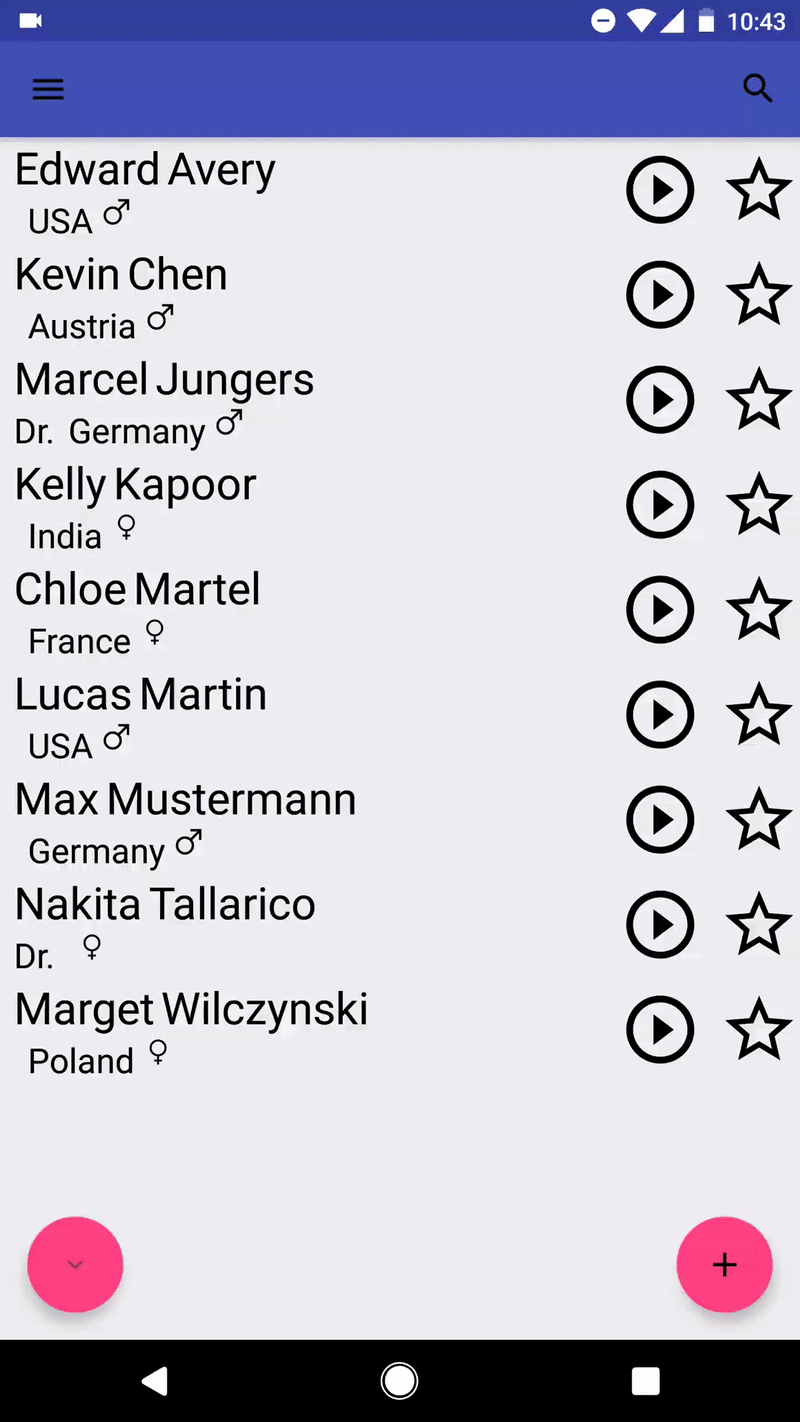 10:43
Edward Avery
USA ♂
Kevin Chen
Austria ♂
Marcel Jungers
Dr. Germany ♂
Kelly Kapoor
India ♀
Chloe Martel
France ♀
Lucas Martin
USA ♂
Max Mustermann
Germany ♂
Nakita Tallarico
Dr. ♀
Marget Wilczynski
Poland ♀